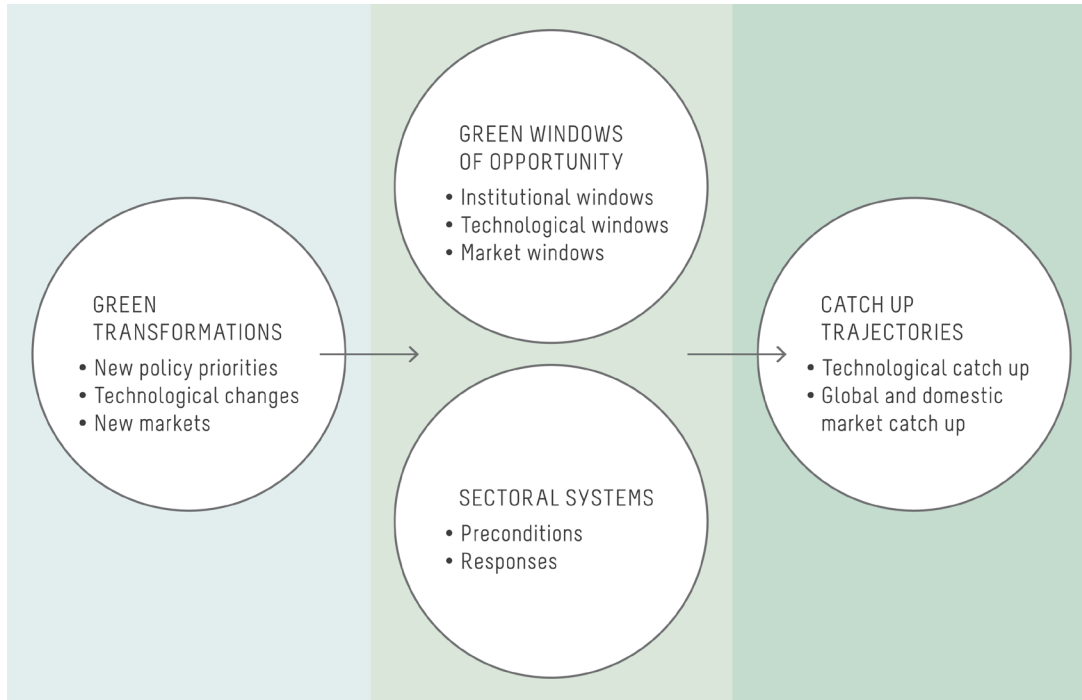 GREEN
TRANSFORMATIONS
• New policy priorities
• Technological changes
• New markets
GREEN WINDOWS
OF OPPORTUNITY
• Institutional windows
• Technological windows
• Market windows
SECTORAL SYSTEMS
• Preconditions
• Responses
CATCH UP
TRAJECTORIES
• Technological catch up
• Global and domestic
market catch up